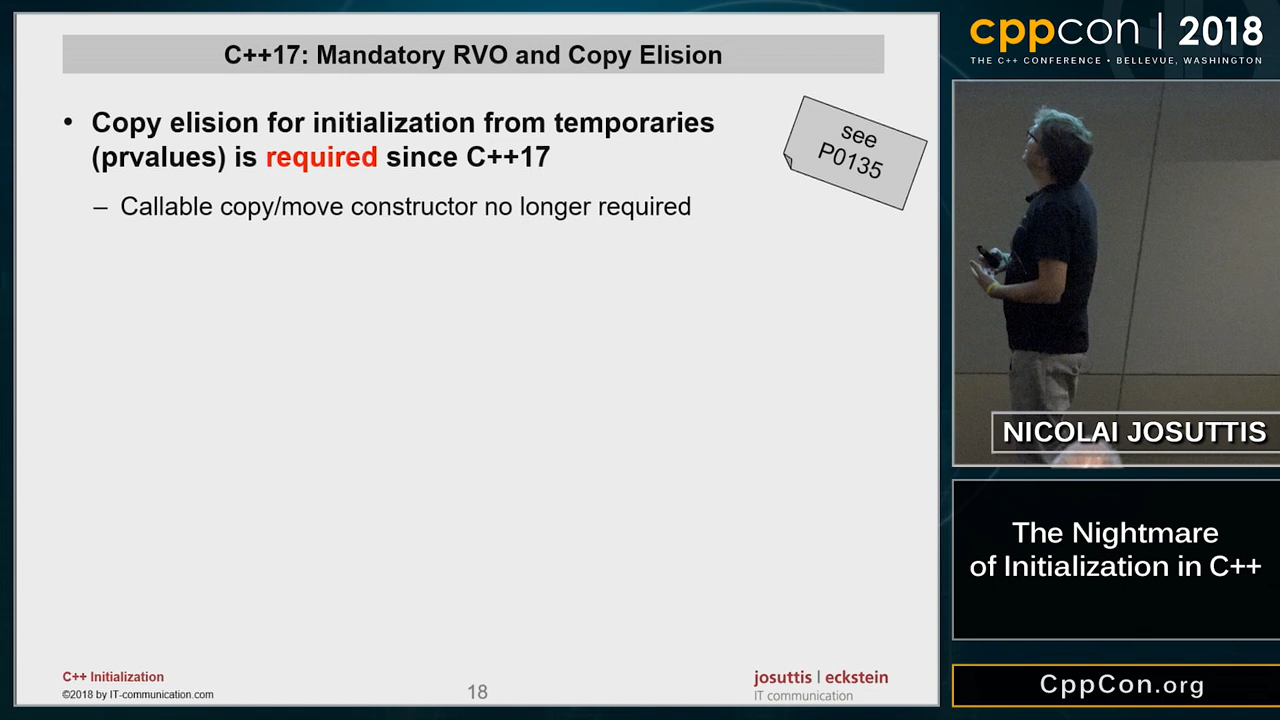 C++17: Mandatory RVO and Copy Elision
• Copy elision for initialization from temporaries
(prvalues) is required since C++17
– Callable copy/move constructor no longer required
see
P0135
C++ Initialization
©2018 by IT-communication.com
18
josuttis | eckstein
IT communication
cppcon | 2018
THE C++ CONFERENCE • BELLEVUE, WASHINGTON
NICOLAI JOSUTTIS
The Nightmare
of Initialization in C++
CppCon.org